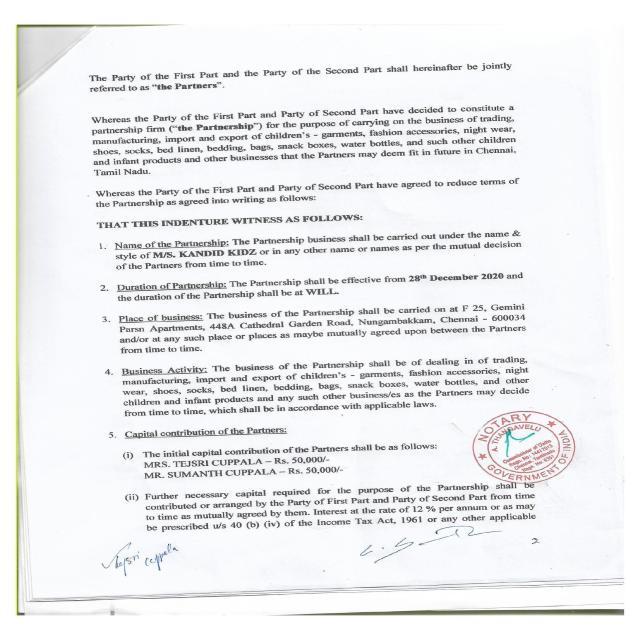 The Party of the First Part and the Party of the Second Part shall hereinafter be jointly
referred to as "the Partners".
Whereas the Party of the First Part and Party of Second Part have decided to constitute a
partnership firm ("the Partnership") for the purpose of carrying on the business of trading,
manufacturing, import and export of children's - garments, fashion accessories, night wear,
shoes, socks, bed linen, bedding, bags, snack boxes, water bottles, and such other children
and infant products and other businesses that the Partners may deem fit in future in Chennai,
Tamil Nadu.
Whereas the Party of the First Part and Party of Second Part have agreed to reduce terms of
the Partnership as agreed into writing as follows:
THAT THIS INDENTURE WITNESS AS FOLLOWS:
1. Name of the Partnership: The Partnership business shall be carried out under the name &
style of M/S. KANDID KIDZ or in any other name or names as per the mutual decision
of the Partners from time to time.
2. Duration of Partnership: The Partnership shall be effective from 28th December 2020 and
the duration of the Partnership shall be at WILL.
3. Place of business: The business of the Partnership shall be carried on at F 25, Gemini
Parsn Apartments, 448A Cathedral Garden Road, Nungambakkam, Chennai - 600034
and/or at any such place or places as maybe mutually agreed upon between the Partners
from time to time.
4. Business Activity: The business of the Partnership shall be of dealing in of trading,
manufacturing, import and export of children's - garments, fashion accessories, night
wear, shoes, socks, bed linen, bedding, bags, snack boxes, water bottles, and other
children and infant products and any such other business/es as the Partners may decide
from time to time, which shall be in accordance with applicable laws.
5. Capital contribution of the Partners:
(i) The initial capital contribution of the Partners shall be as follows:
MRS. TEJSRI CUPPALA – Rs. 50,000/-
MR. SUMANTH CUPPALA – Rs. 50,000/-
(ii) Further necessary capital required for the purpose of the Partnership shall be
contributed or arranged by the Party of First Part and Party of Second Part from time
to time as mutually agreed by them. Interest at the rate of 12 % per annum or as may
be prescribed u/s 40 (b) (iv) of the Income Tax Act, 1961 or any other applicable
NOTARY
A. THANGAVELU
GOVERNMENT OF INDIA
Tejsri Cuppala
2